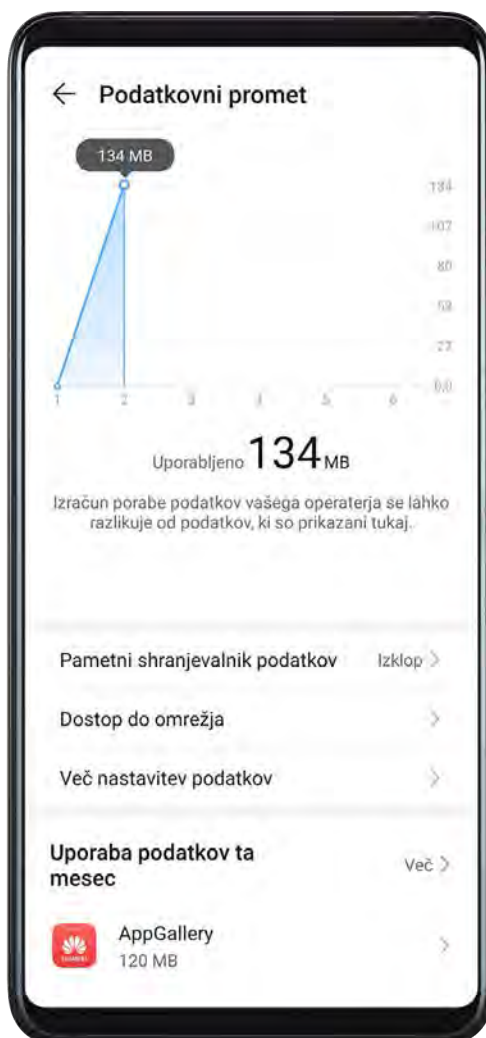 Podatkovni promet
134 MB
134
107
80
53
27
0.0
1 2 3 4 5 6
Uporabljeno 134 MB
Izračun porabe podatkov vašega operaterja se lahko
razlikuje od podatkov, ki so prikazani tukaj.
Pametni shranjevalnik podatkov Izklop
Dostop do omrežja
Več nastavitev podatkov
Uporaba podatkov ta
mesec
Več
AppGallery
120 MB